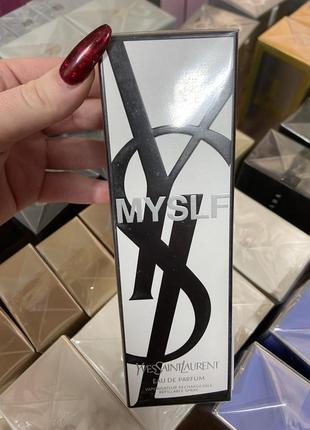 MYSLF
YVESSAINTLAURENT
EAU DE PARFUM
VAPORISATEUR RECHARGEABLE
REFILLABLE SPRAY